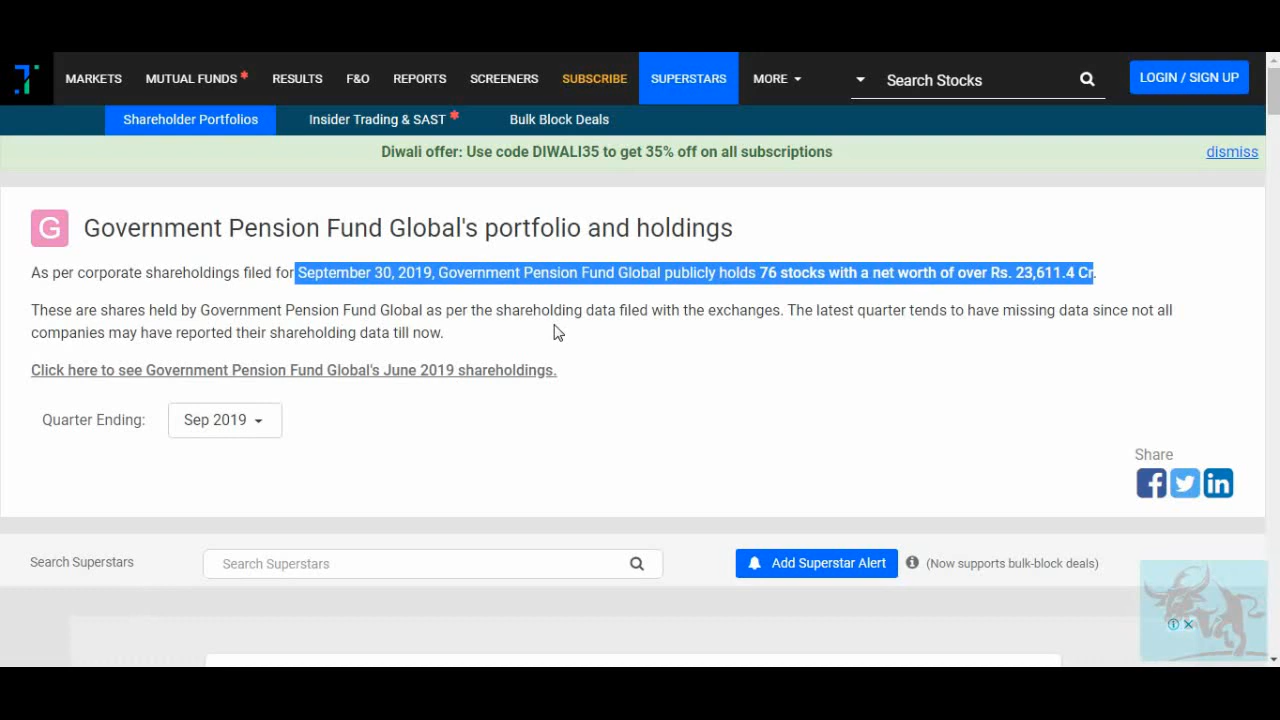 MARKETS MUTUAL FUNDS * RESULTS F&O REPORTS SCREENERS SUBSCRIBE SUPERSTARS MORE Search Stocks LOGIN / SIGN UP
Shareholder Portfolios Insider Trading & SAST * Bulk Block Deals
Diwali offer: Use code DIWALI35 to get 35% off on all subscriptions dismiss
G Government Pension Fund Global's portfolio and holdings
As per corporate shareholdings filed for September 30, 2019, Government Pension Fund Global publicly holds 76 stocks with a net worth of over Rs. 23,611.4 Cr.
These are shares held by Government Pension Fund Global as per the shareholding data filed with the exchanges. The latest quarter tends to have missing data since not all
companies may have reported their shareholding data till now.
Click here to see Government Pension Fund Global's June 2019 shareholdings.
Quarter Ending: Sep 2019
Share
Search Superstars Search Superstars Add Superstar Alert (Now supports bulk-block deals)